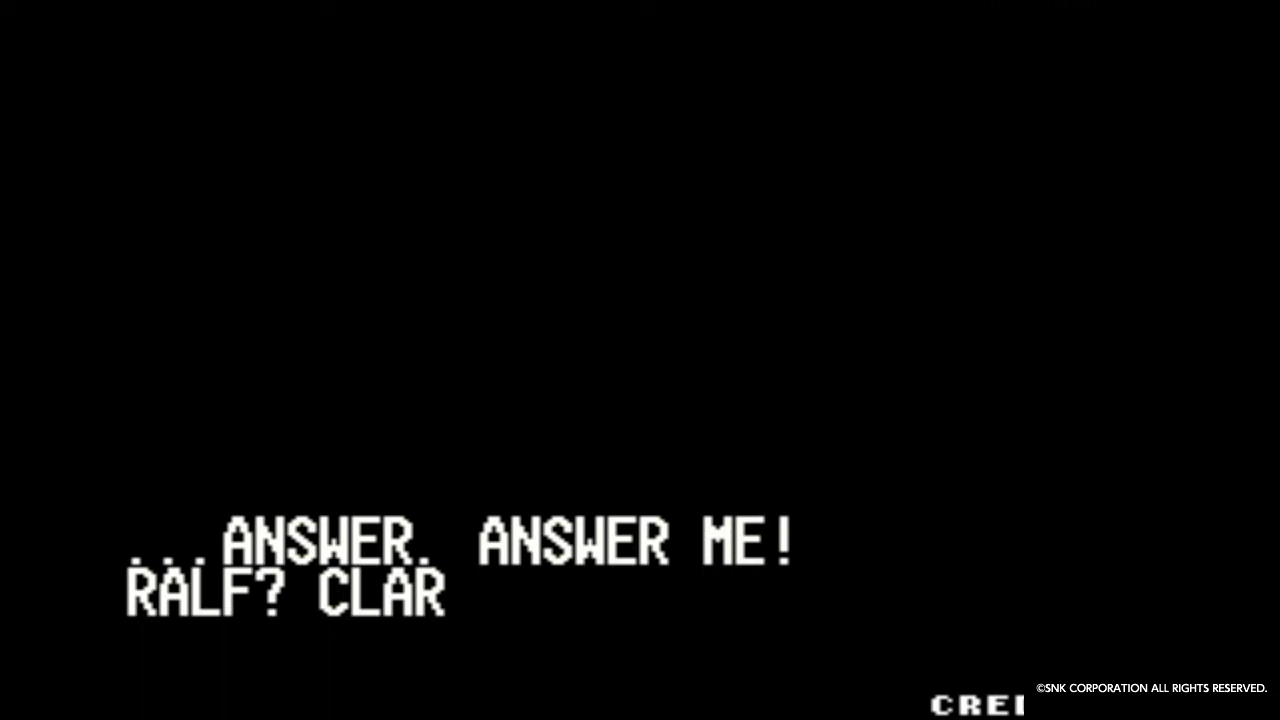 ...ANSWER. ANSWER ME!
RALF? CLAR
CREI
©SNK CORPORATION ALL RIGHTS RESERVED.